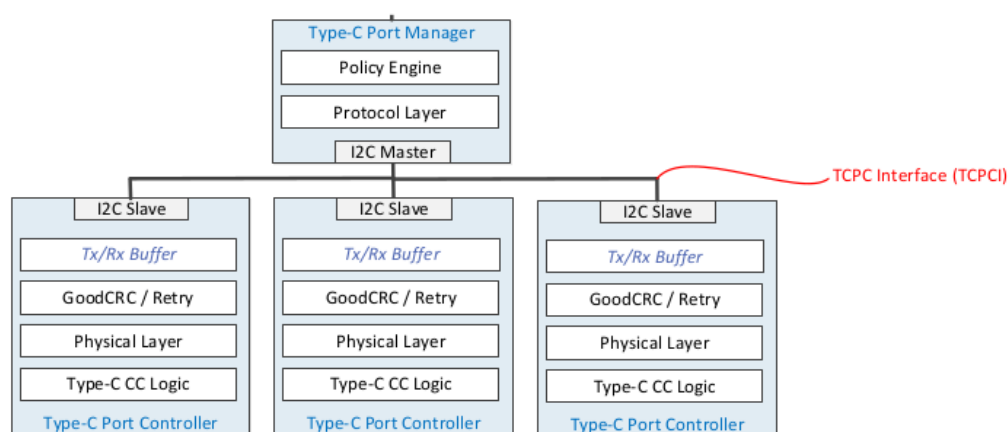 Type-C Port Manager
Policy Engine
Protocol Layer
I2C Master
TCPC Interface (TCPCI)
I2C Slave
Tx/Rx Buffer
GoodCRC / Retry
Physical Layer
Type-C CC Logic
Type-C Port Controller
I2C Slave
Tx/Rx Buffer
GoodCRC / Retry
Physical Layer
Type-C CC Logic
Type-C Port Controller
I2C Slave
Tx/Rx Buffer
GoodCRC / Retry
Physical Layer
Type-C CC Logic
Type-C Port Controller